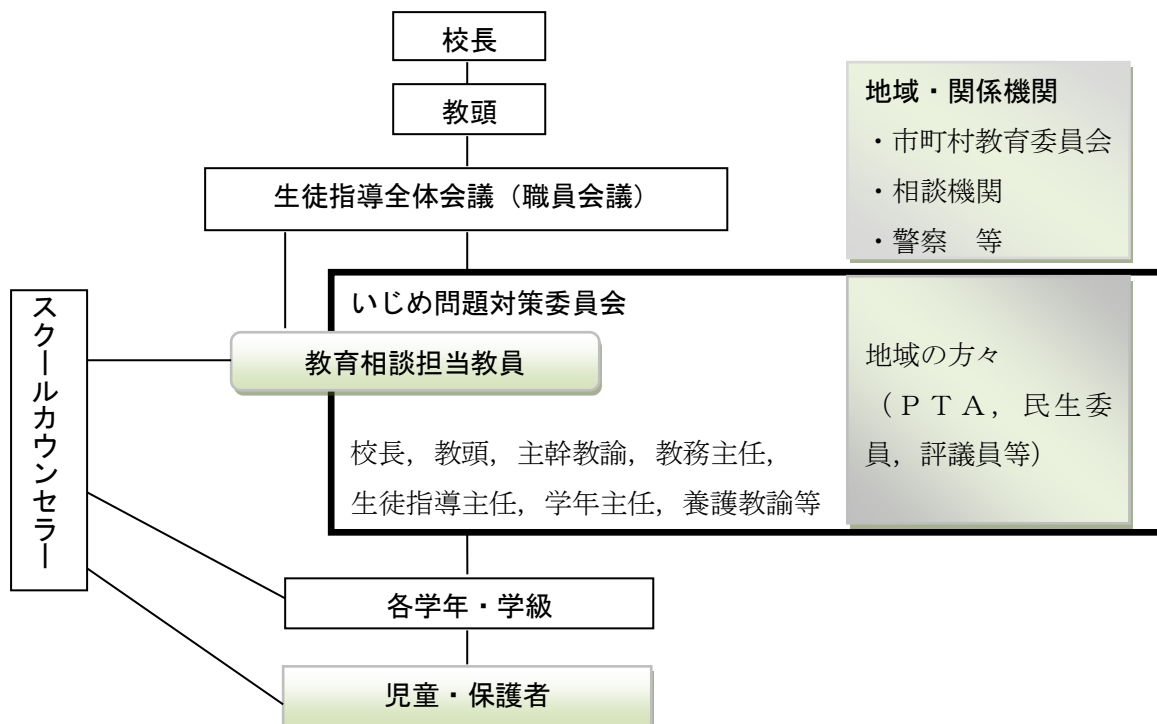 校長
教頭
生徒指導全体会議（職員会議）
地域・関係機関
・市町村教育委員会
・相談機関
・警察　等
スクールカウンセラー
いじめ問題対策委員会
教育相談担当教員
校長，教頭，主幹教諭，教務主任，
生徒指導主任，学年主任，養護教諭等
地域の方々
（ＰＴＡ，民生委
員，評議員等）
各学年・学級
児童・保護者